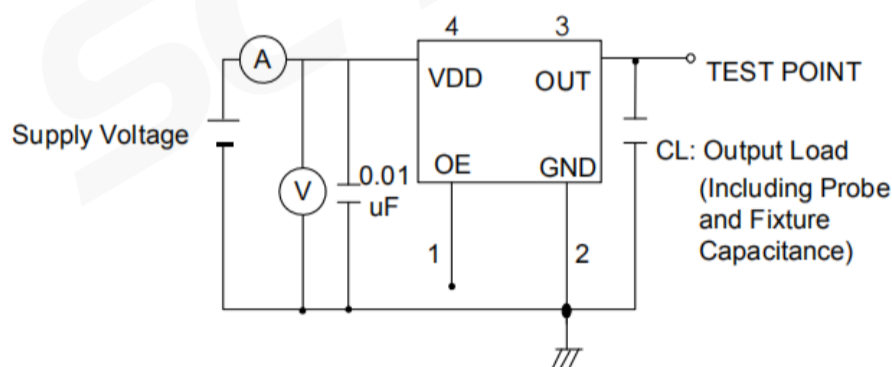 4
3
A
VDD
OUT
TEST POINT
Supply Voltage
V
0.01
uF
OE
GND
CL: Output Load
(Including Probe
and Fixture
Capacitance)
1
2